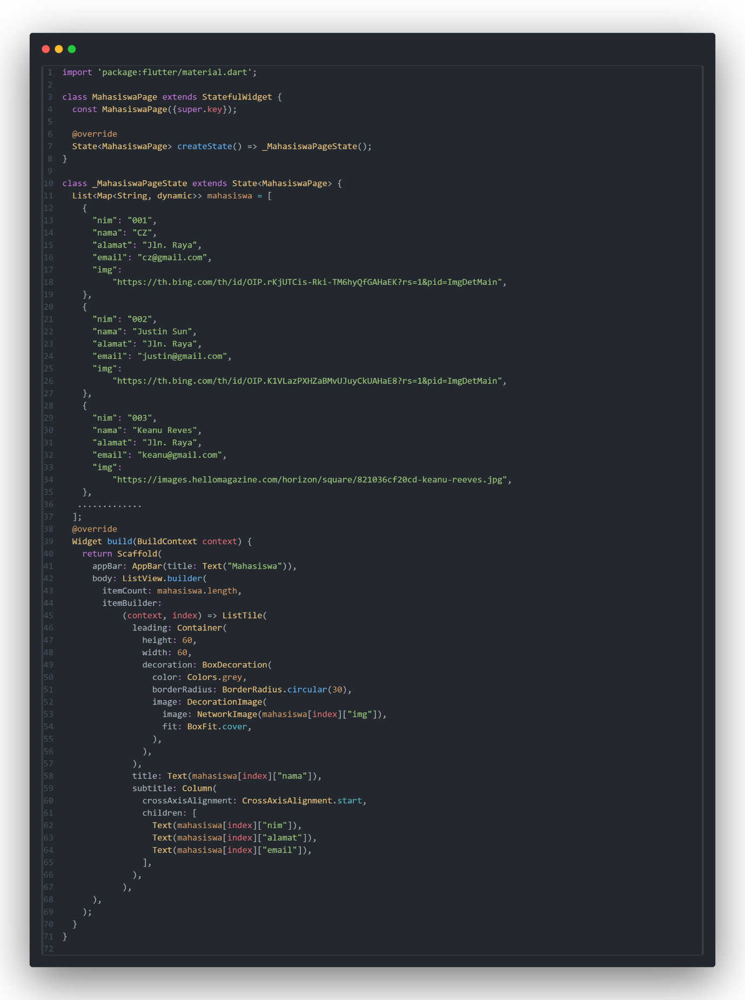 1 import 'package:flutter/material.dart';
2
3 class MahasiswaPage extends StatefulWidget {
4   const MahasiswaPage({super.key});
5
6   @override
7   State<MahasiswaPage> createState() => _MahasiswaPageState();
8 }
9
10 class _MahasiswaPageState extends State<MahasiswaPage> {
11   List<Map<String, dynamic>> mahasiswa = [
12     {
13       "nim": "001",
14       "nama": "CZ",
15       "alamat": "Jln. Raya",
16       "email": "cz@gmail.com",
17       "img":
18           "https://th.bing.com/th/id/OIP.rKjUTCis-Rki-TM6hyQfGAHaEK?rs=1&pid=ImgDetMain",
19     },
20     {
21       "nim": "002",
22       "nama": "Justin Sun",
23       "alamat": "Jln. Raya",
24       "email": "justin@gmail.com",
25       "img":
26           "https://th.bing.com/th/id/OIP.K1VLazPXHZaBMvUJuyCkUAHaE8?rs=1&pid=ImgDetMain",
27     },
28     {
29       "nim": "003",
30       "nama": "Keanu Reves",
31       "alamat": "Jln. Raya",
32       "email": "keanu@gmail.com",
33       "img":
34           "https://images.hellomagazine.com/horizon/square/821036cf20cd-keanu-reeves.jpg",
35     },
36    .............
37   ];
38   @override
39   Widget build(BuildContext context) {
40     return Scaffold(
41       appBar: AppBar(title: Text("Mahasiswa")),
42       body: ListView.builder(
43         itemCount: mahasiswa.length,
44         itemBuilder:
45             (context, index) => ListTile(
46               leading: Container(
47                 height: 60,
48                 width: 60,
49                 decoration: BoxDecoration(
50                   color: Colors.grey,
51                   borderRadius: BorderRadius.circular(30),
52                   image: DecorationImage(
53                     image: NetworkImage(mahasiswa[index]["img"]),
54                     fit: BoxFit.cover,
55                   ),
56                 ),
57               ),
58               title: Text(mahasiswa[index]["nama"]),
59               subtitle: Column(
60                 crossAxisAlignment: CrossAxisAlignment.start,
61                 children: [
62                   Text(mahasiswa[index]["nim"]),
63                   Text(mahasiswa[index]["alamat"]),
64                   Text(mahasiswa[index]["email"]),
65                 ],
66               ),
67             ),
68       ),
69     );
70   }
71 }
72